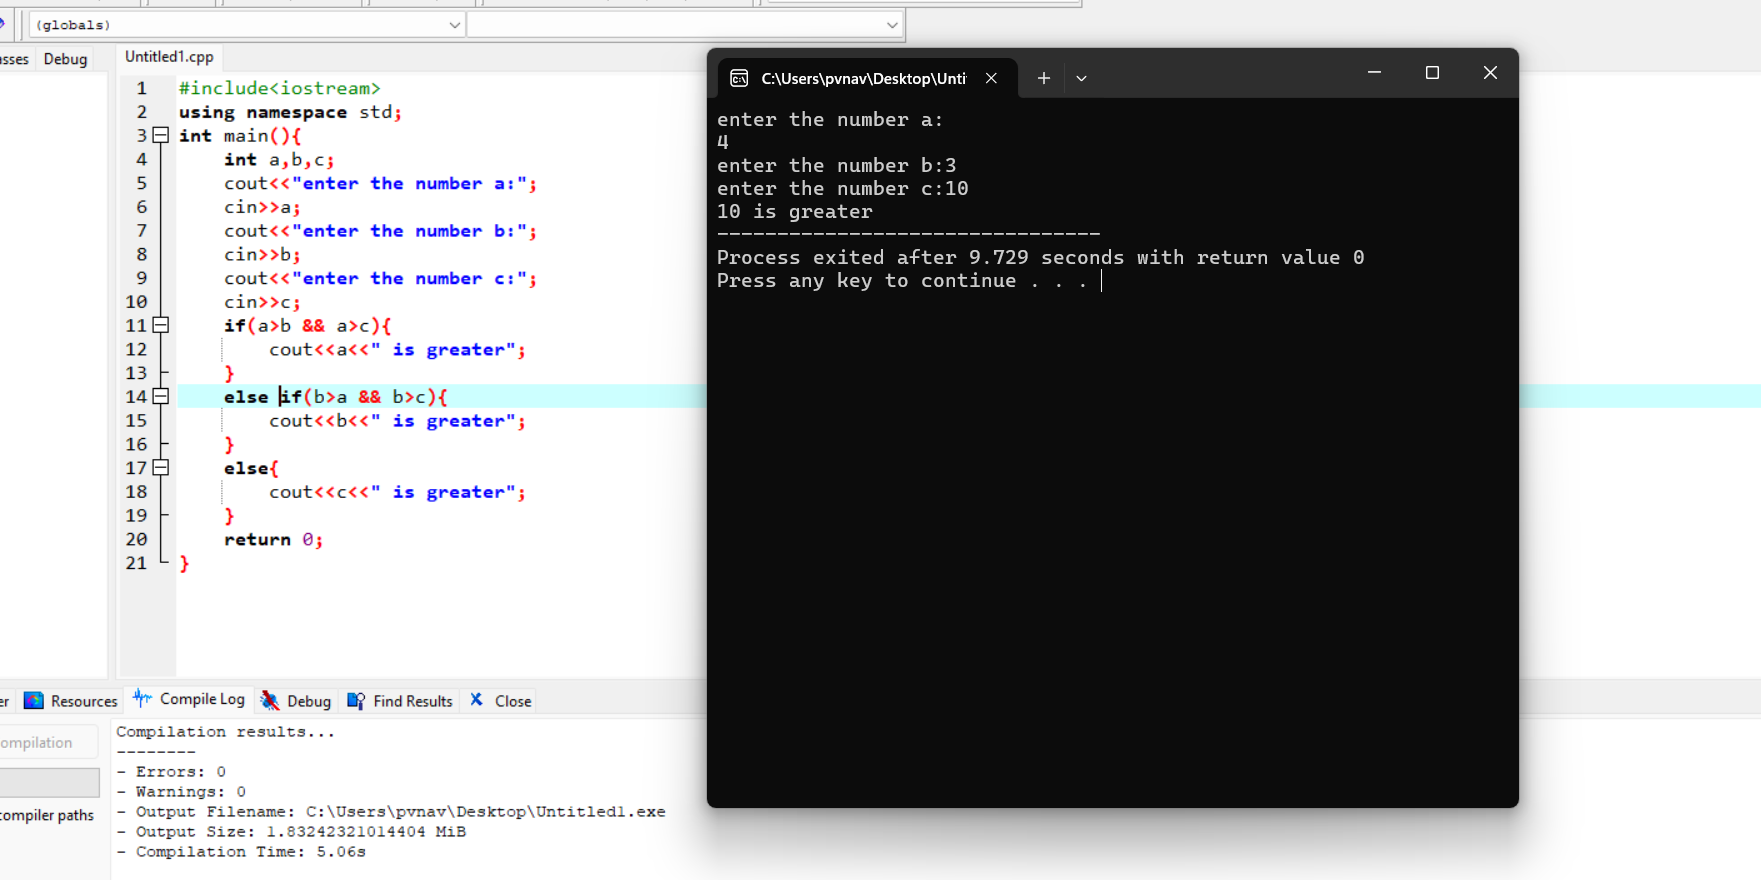 (globals)
asses Debug
Untitled1.cpp
1 #include<iostream>
2 using namespace std;
3 int main(){
4 int a,b,c;
5 cout<<"enter the number a:";
6 cin>>a;
7 cout<<"enter the number b:";
8 cin>>b;
9 cout<<"enter the number c:";
10 cin>>c;
11 if(a>b && a>c){
12 cout<<a<<" is greater";
13 }
14 else if(b>a && b>c){
15 cout<<b<<" is greater";
16 }
17 else{
18 cout<<c<<" is greater";
19 }
20 return 0;
21 }
C:\Users\pvnav\Desktop\Unti
enter the number a:
4
enter the number b:3
enter the number c:10
10 is greater
--------------------------------
Process exited after 9.729 seconds with return value 0
Press any key to continue . . .
er Resources Compile Log Debug Find Results Close
ompilation
compiler paths
Compilation results...
--------
- Errors: 0
- Warnings: 0
- Output Filename: C:\Users\pvnav\Desktop\Untitled1.exe
- Output Size: 1.83242321014404 MiB
- Compilation Time: 5.06s